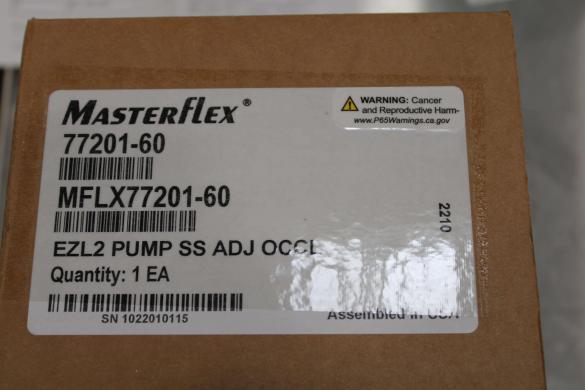 MASTERFLEX®
WARNING: Cancer
and Reproductive Harm-
www.P65Warnings.ca.gov
77201-60
MFLX77201-60
2210
EZL2 PUMP SS ADJ OCCL
Quantity: 1 EA
SN 1022010115
Assembled in USA